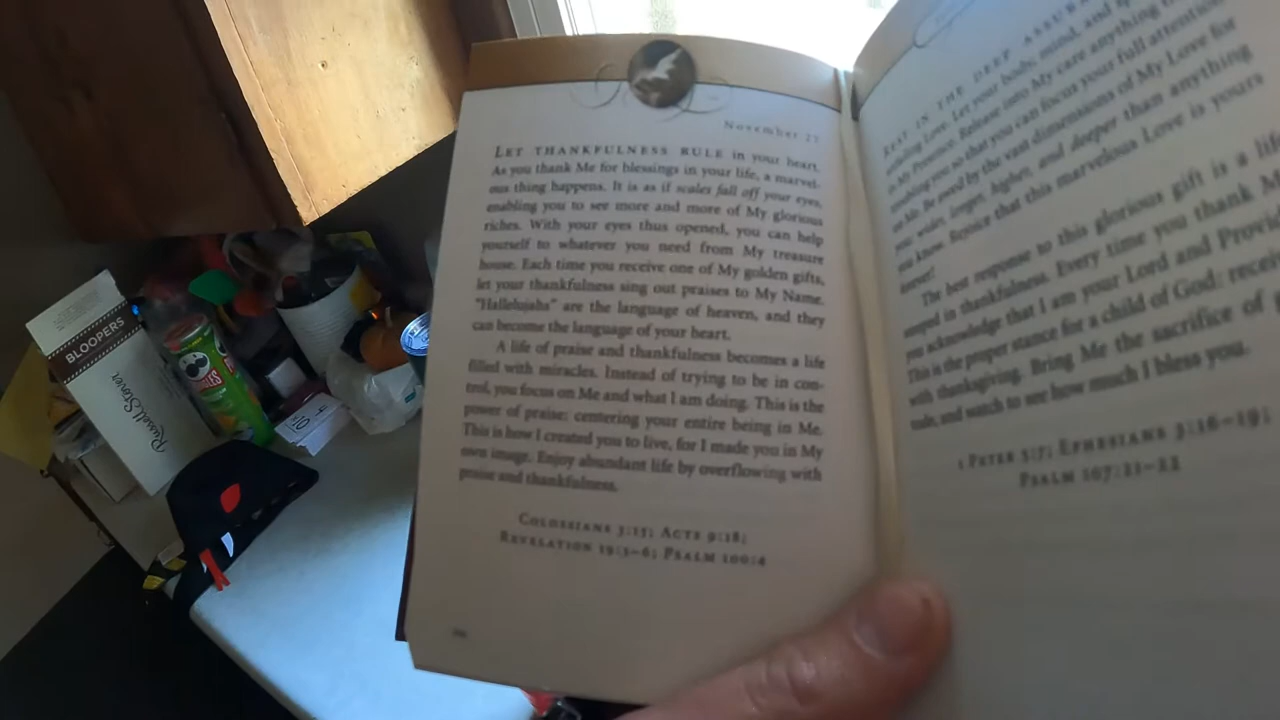 November 27
LET THANKFULNESS RULE in your heart.
As you thank Me for blessings in your life, a marvel-
ous thing happens. It is as if scales fall off your eyes,
enabling you to see more and more of My glorious
riches. With your eyes thus opened, you can help
yourself to whatever you need from My treasure
house. Each time you receive one of My golden gifts,
let your thankfulness sing out praises to My Name.
"Hallelujahs" are the language of heaven, and they
can become the language of your heart.
A life of praise and thankfulness becomes a life
filled with miracles. Instead of trying to be in con-
trol, you focus on Me and what I am doing. This is the
power of praise: centering your entire being in Me.
This is how I created you to live, for I made you in My
own image. Enjoy abundant life by overflowing with
praise and thankfulness.
COLOSSIANS 3:15; ACTS 9:18;
REVELATION 19:3–6; PSALM 100:4
REST IN THE DEEP ASSURA
Love. Let your body, mind, and
in My Presence. Release into My care anything
you so that you can focus your full attention
on Me. Be awed by the vast dimensions of My Love for
you: wider, longer, higher, and deeper than anything
you know. Rejoice that this marvelous Love is yours
forever!
The best response to this glorious gift is a life
steeped in thankfulness. Every time you thank M
you acknowledge that I am your Lord and Provid
This is the proper stance for a child of God: recei
with thanksgiving. Bring Me the sacrifice of
and watch to see how much I bless you.
1 PETER 5:7; EPHESIANS 3:16–19;
PSALM 107:21–22
BLOOPERS
Russell Stover
PRINGLES